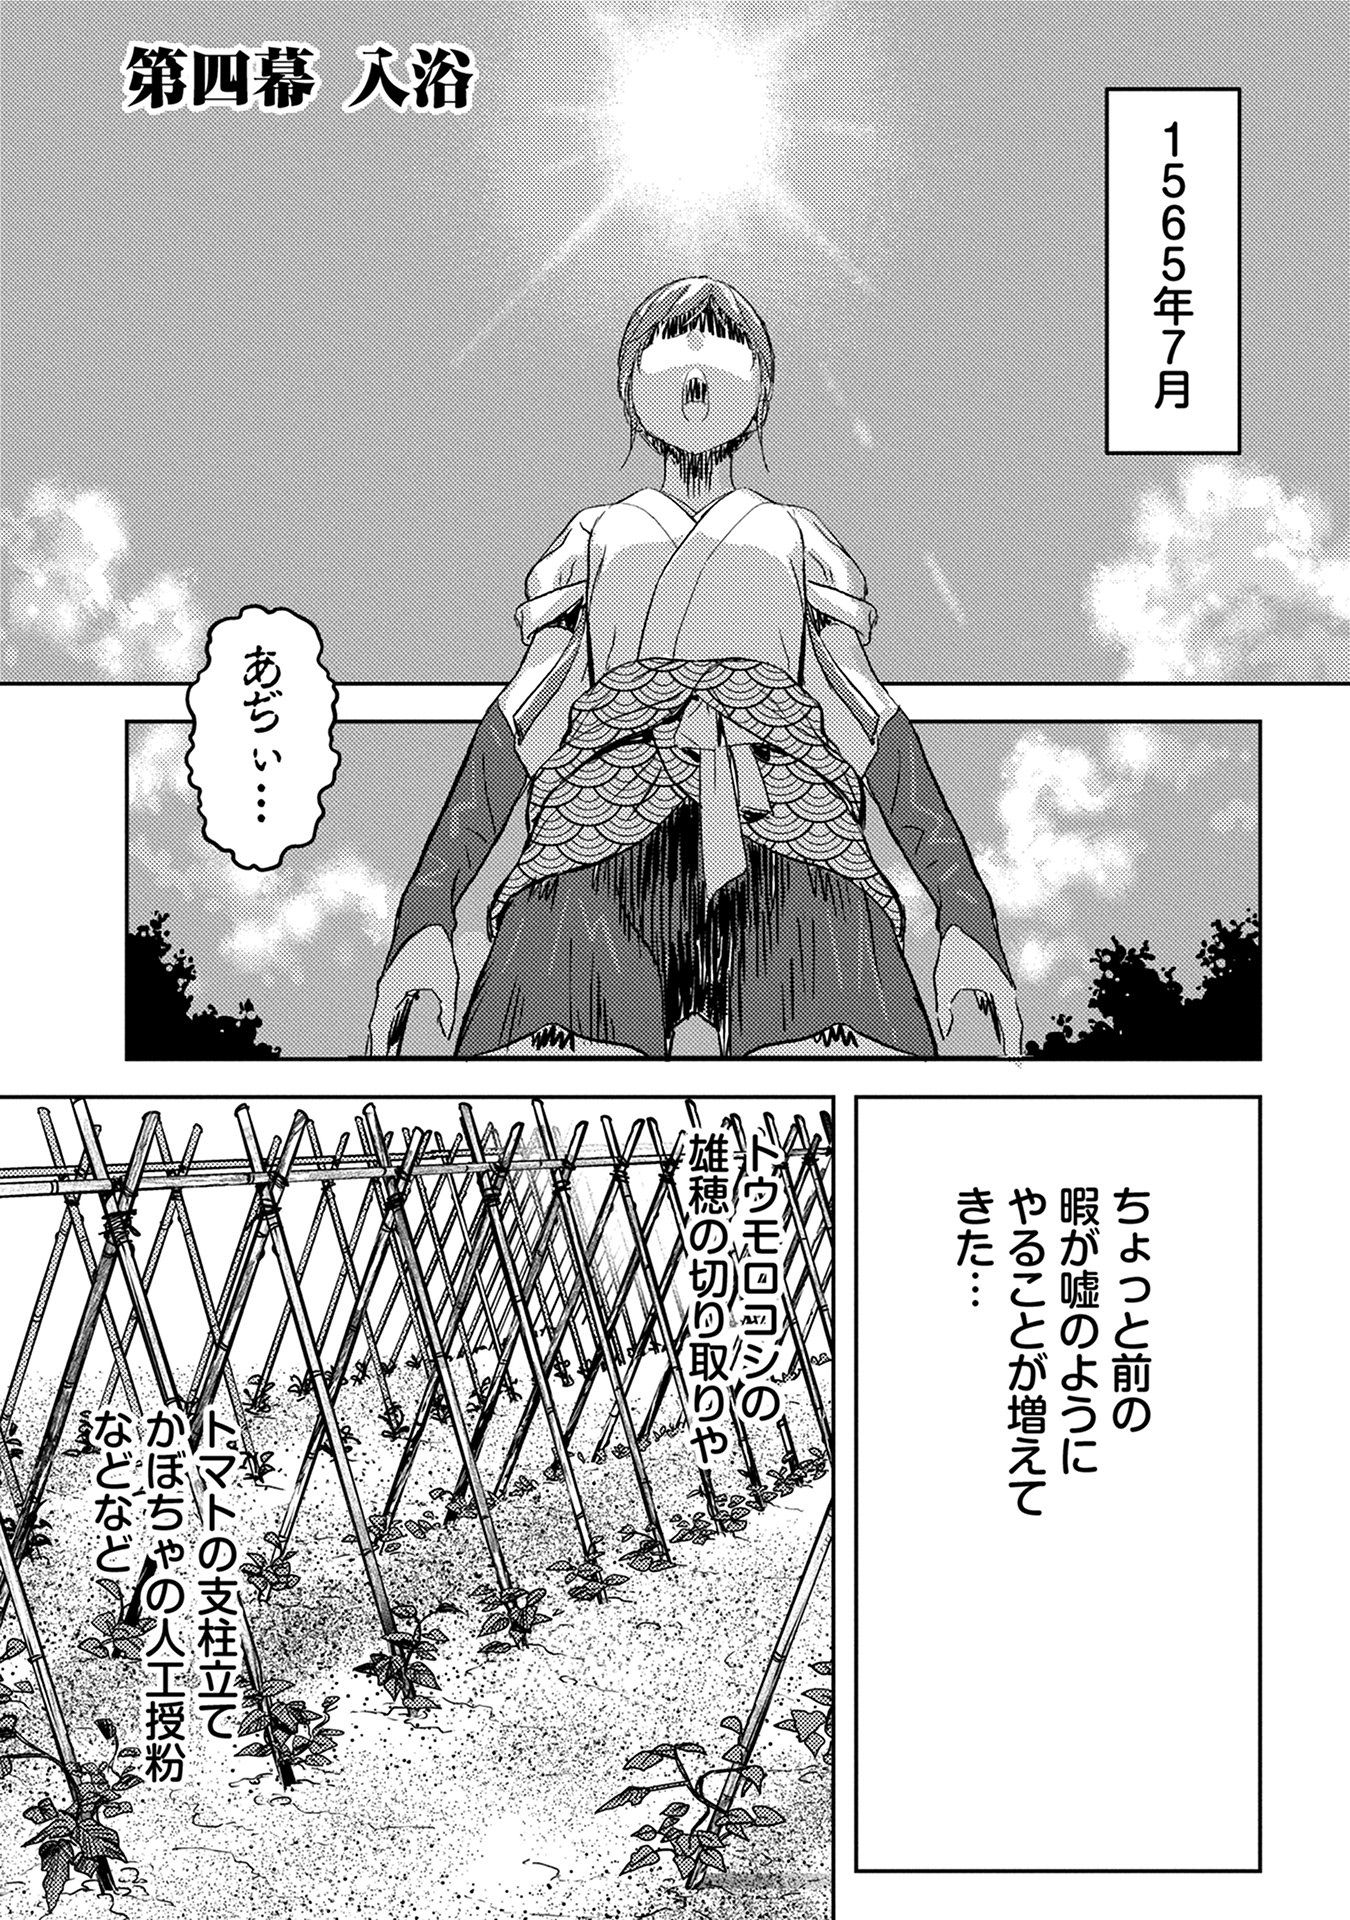 第四幕 入浴
1565年7月
あぢぃ…
ちょっと前の
暇が嘘のように
やることが増えて
きた…
トウモロコシの
雄穂の切り取りや
トマトの支柱立て
かぼちゃの人工授粉
などなど